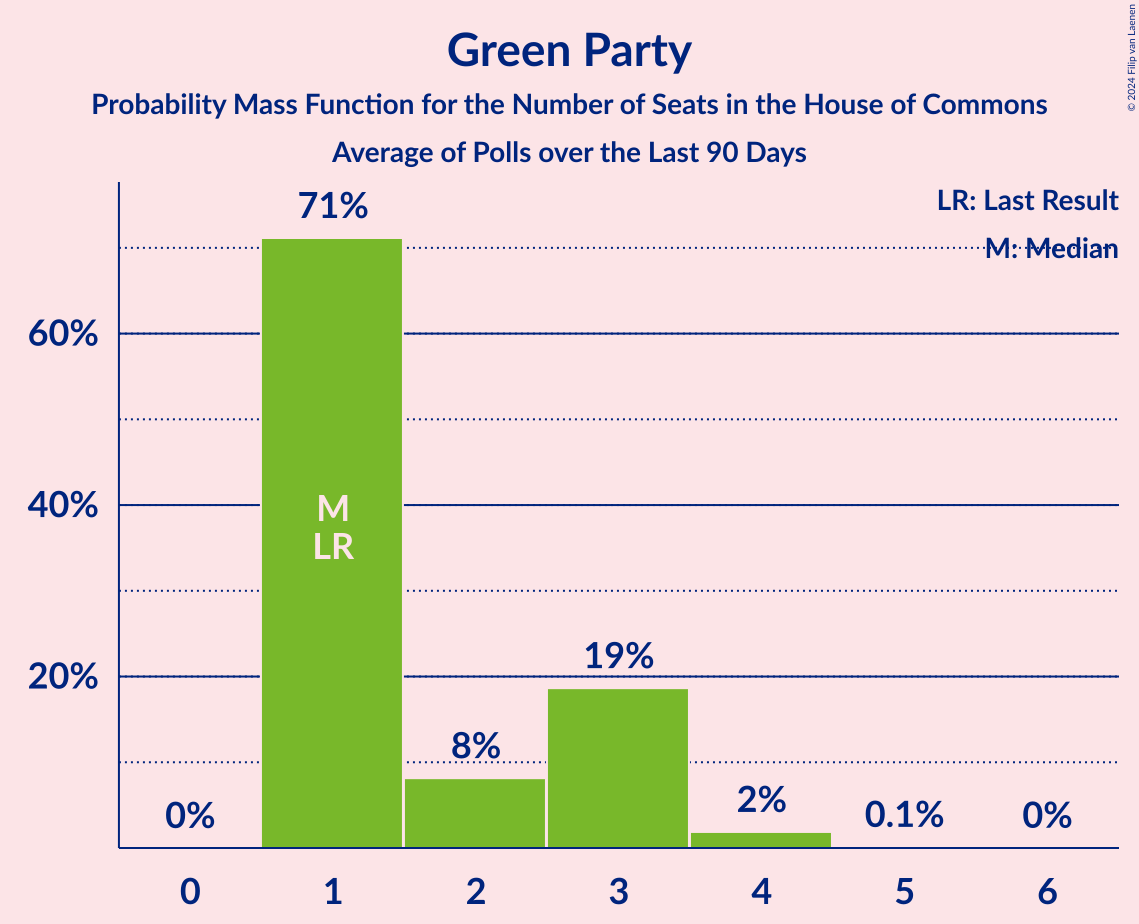 Green Party
Probability Mass Function for the Number of Seats in the House of Commons
Average of Polls over the Last 90 Days
© 2024 Filip van Laenen
LR: Last Result
M: Median
71%
60%
40%
M
LR
20%
19%
8%
0%
2%
0.1%
0%
0 1 2 3 4 5 6